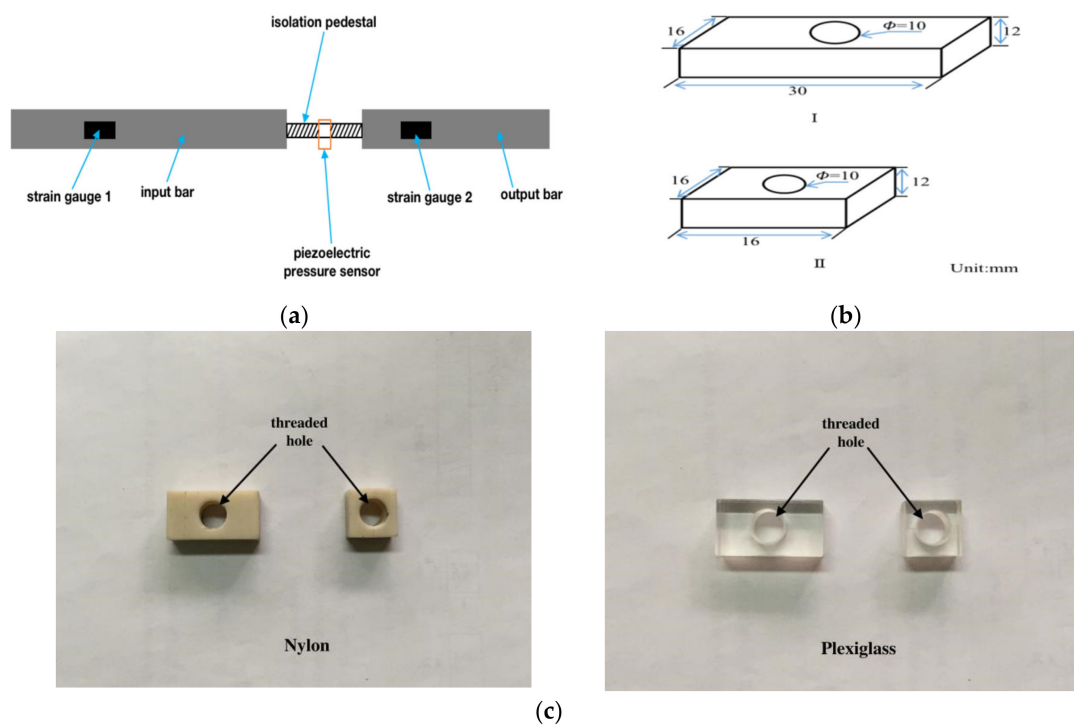 isolation pedestal
strain gauge 1
input bar
strain gauge 2
output bar
piezoelectric
pressure sensor
(a)
16
Φ=10
12
30
I
16
Φ=10
12
16
II
Unit:mm
(b)
threaded
hole
Nylon
threaded
hole
Plexiglass
(c)